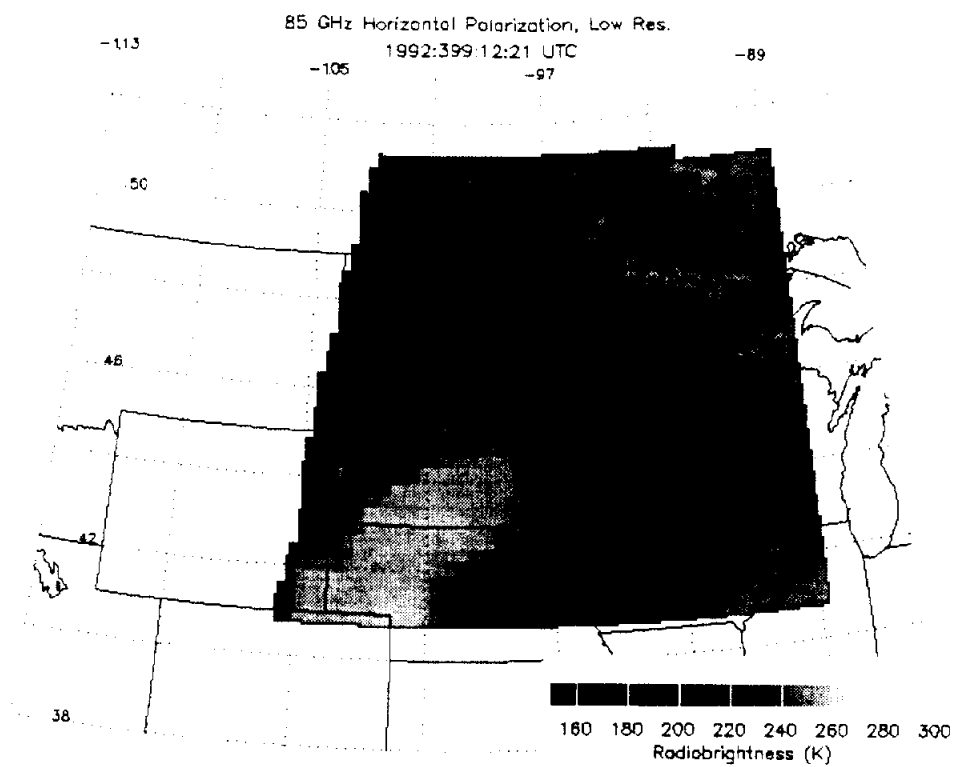 85 GHz Horizontal Polarization, Low Res.
1992:399:12:21 UTC
-113
-105
-97
-89
50
46
42
38
160 180 200 220 240 260 280 300
Radiobrightness (K)